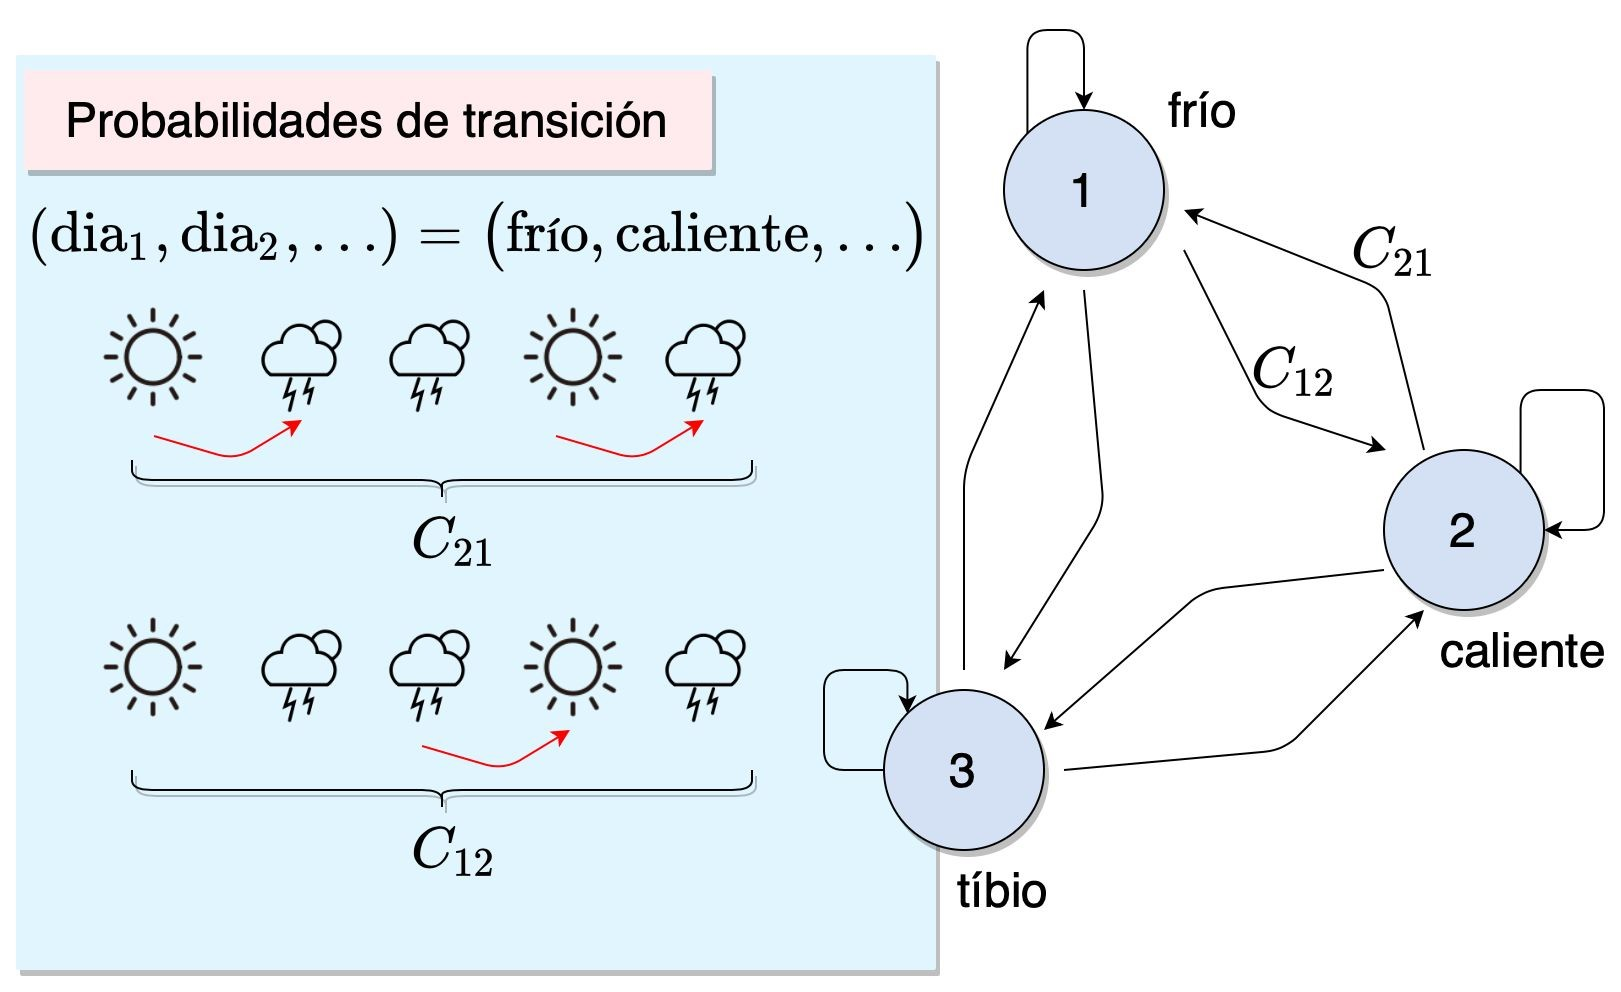 Probabilidades de transición
(dia₁, dia₂, …) = (frío, caliente, …)
C₂₁
C₁₂
frío
1
C₂₁
C₁₂
2
caliente
3
tíbio